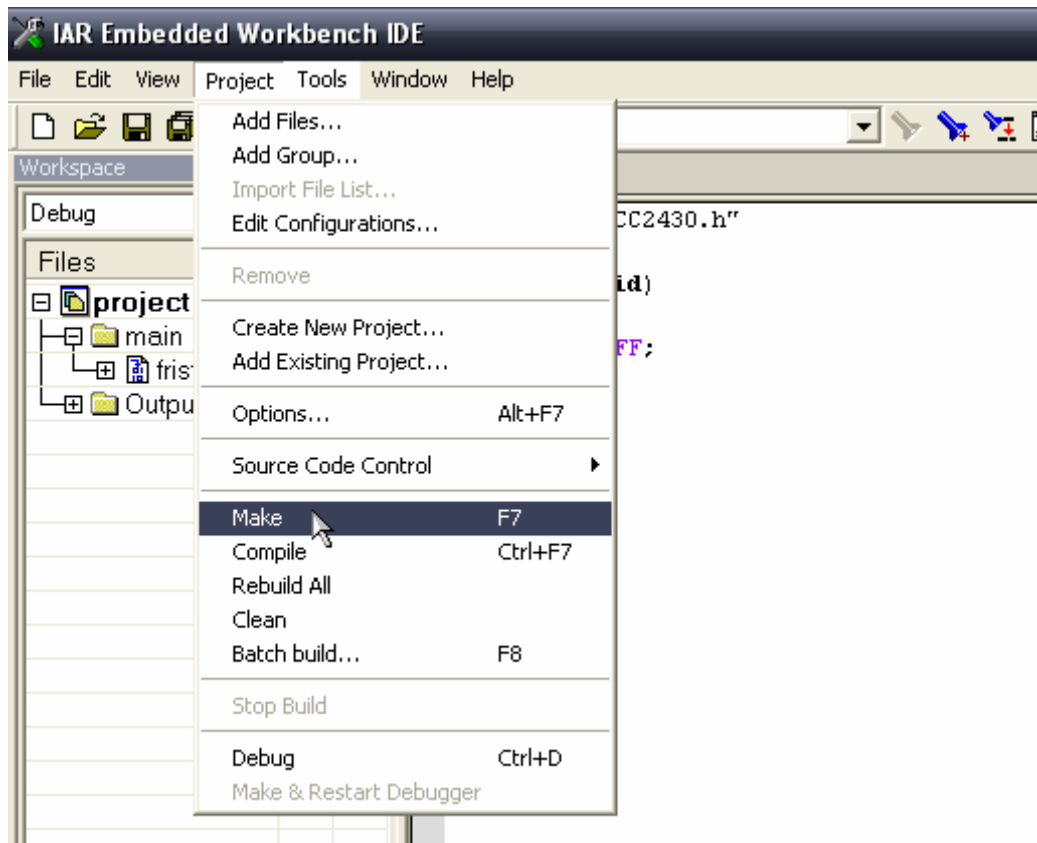 IAR Embedded Workbench IDE
File Edit View Project Tools Window Help
Workspace
Debug
Files
project
main
fris
Outpu
Add Files...
Add Group...
Import File List...
Edit Configurations...
Remove
Create New Project...
Add Existing Project...
Options... Alt+F7
Source Code Control
Make F7
Compile Ctrl+F7
Rebuild All
Clean
Batch build... F8
Stop Build
Debug Ctrl+D
Make & Restart Debugger
CC2430.h"
id)
FF;